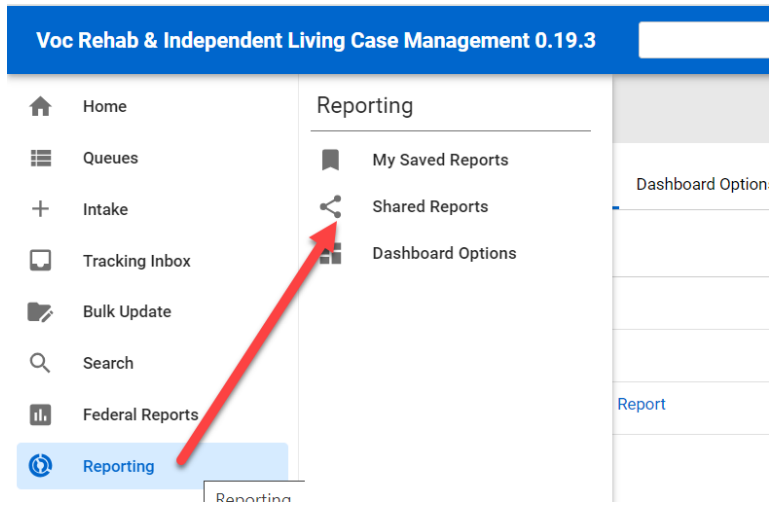 Voc Rehab & Independent Living Case Management 0.19.3
Home
Queues
Intake
Tracking Inbox
Bulk Update
Search
Federal Reports
Reporting
Reporting
Reporting
My Saved Reports
Shared Reports
Dashboard Options
Dashboard Option
Report